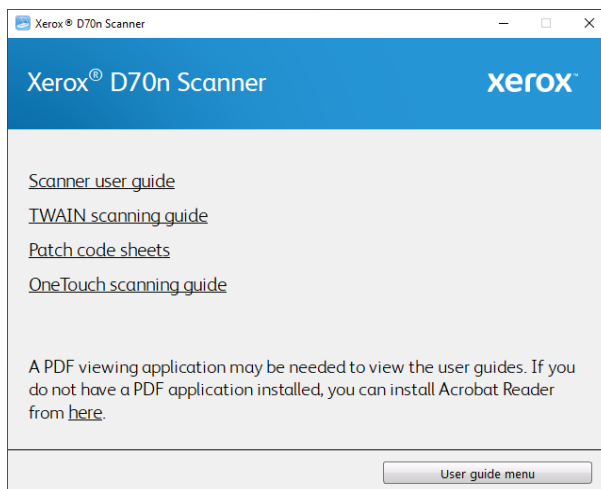 Xerox® D70n Scanner
Xerox® D70n Scanner
xerox™
Scanner user guide
TWAIN scanning guide
Patch code sheets
OneTouch scanning guide
A PDF viewing application may be needed to view the user guides. If you
do not have a PDF application installed, you can install Acrobat Reader
from here.
User guide menu